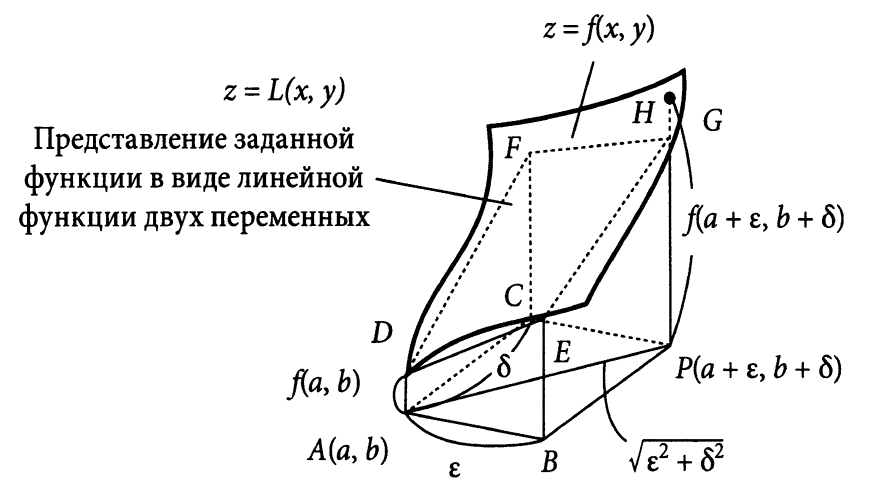 z = f(x, y)
z = L(x, y)
Представление заданной
функции в виде линейной
функции двух переменных
H
G
F
f(a + ε, b + δ)
C
D
E
δ
P(a + ε, b + δ)
f(a, b)
A(a, b)
ε
B
√ε² + δ²